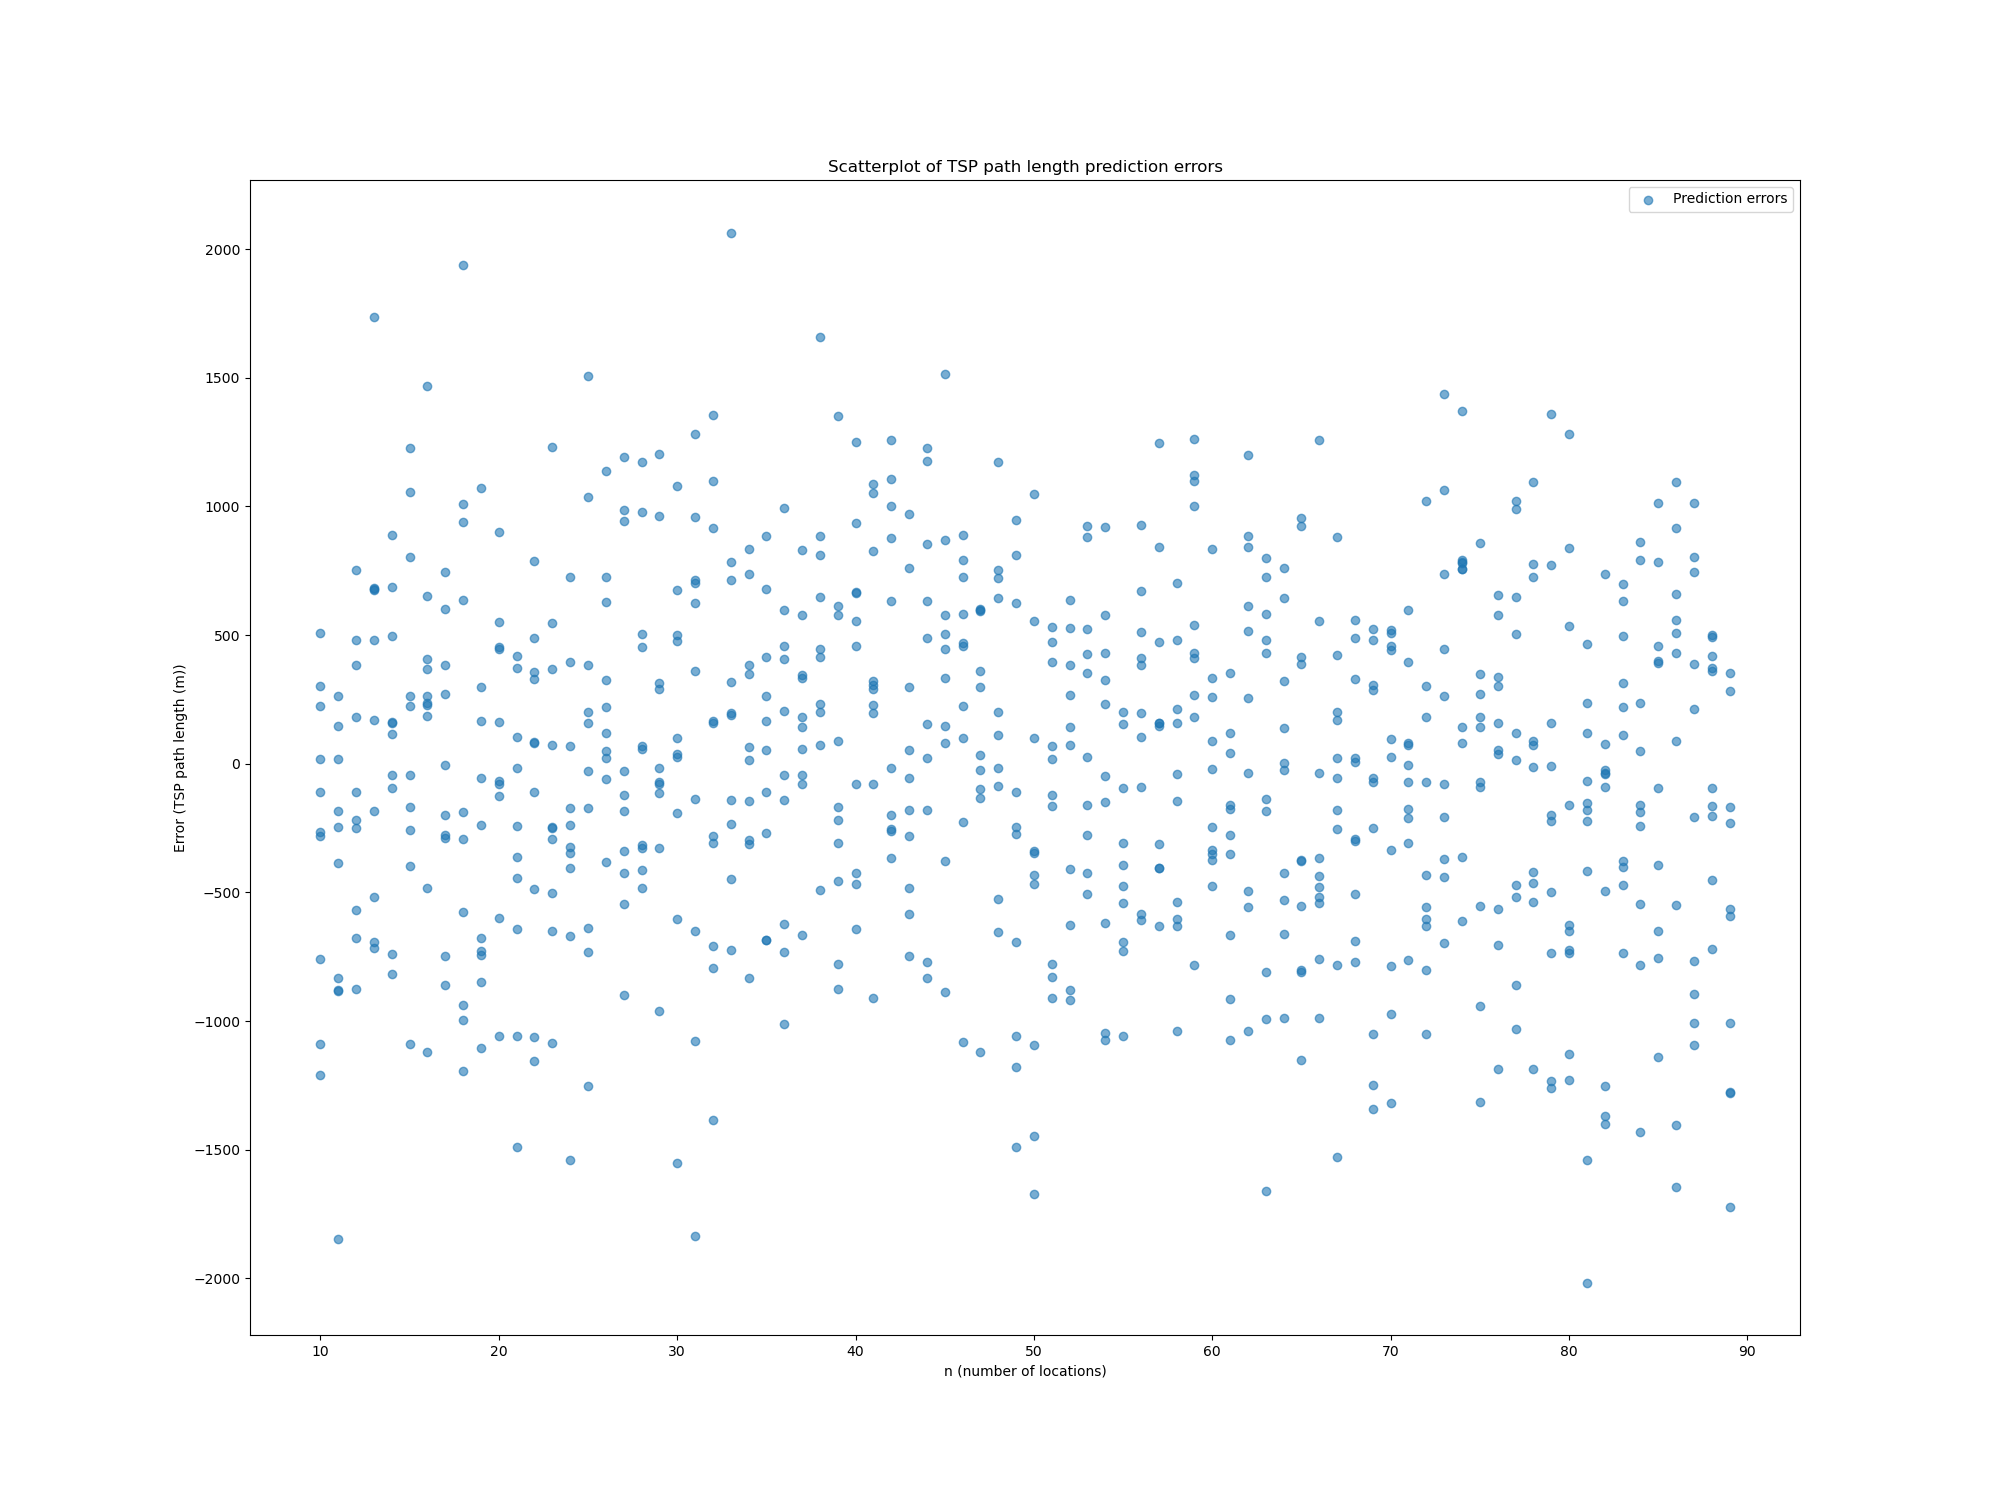 Scatterplot of TSP path length prediction errors
Prediction errors
Error (TSP path length (m))
2000
1500
1000
500
0
−500
−1000
−1500
−2000
10 20 30 40 50 60 70 80 90
n (number of locations)